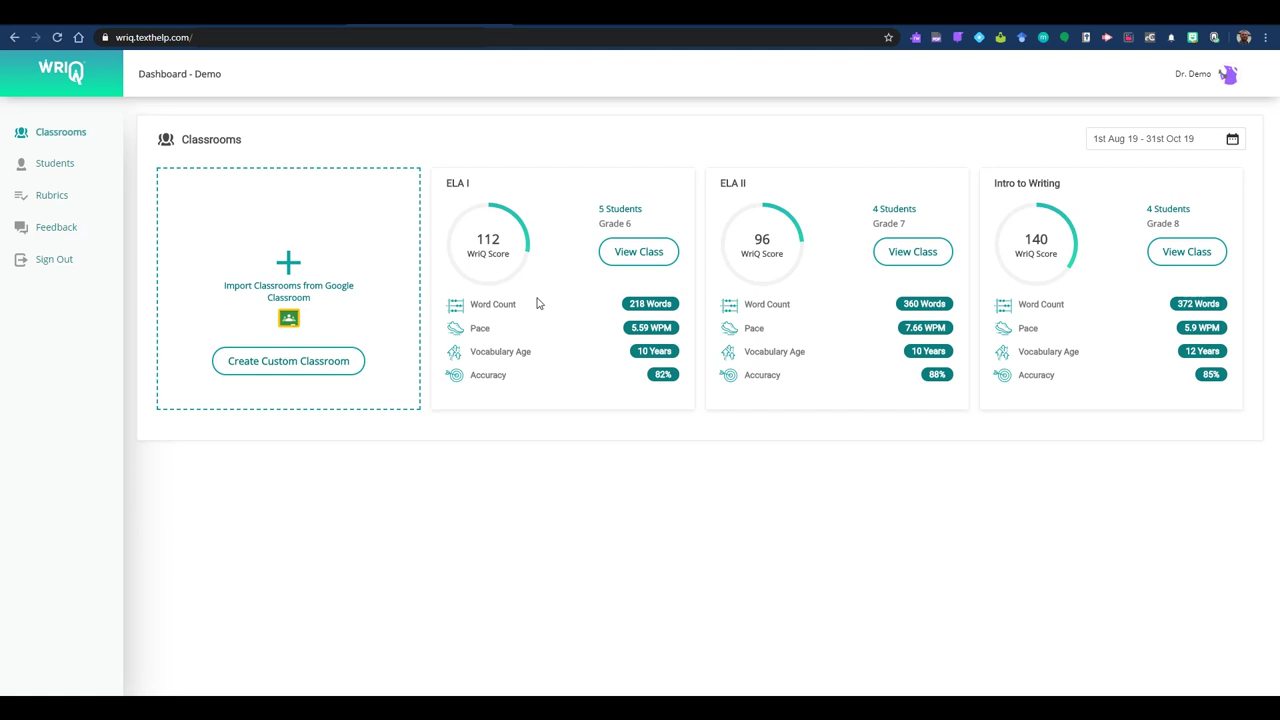 wriq.texthelp.com/
WRIQ
Dashboard - Demo
Dr. Demo
Classrooms
Students
Rubrics
Feedback
Sign Out
Classrooms
1st Aug 19 - 31st Oct 19
Import Classrooms from Google
Classroom
Create Custom Classroom
ELA I
112
WriQ Score
5 Students
Grade 6
View Class
Word Count
218 Words
Pace
5.59 WPM
Vocabulary Age
10 Years
Accuracy
82%
ELA II
96
WriQ Score
4 Students
Grade 7
View Class
Word Count
360 Words
Pace
7.66 WPM
Vocabulary Age
10 Years
Accuracy
88%
Intro to Writing
140
WriQ Score
4 Students
Grade 8
View Class
Word Count
372 Words
Pace
5.9 WPM
Vocabulary Age
12 Years
Accuracy
85%